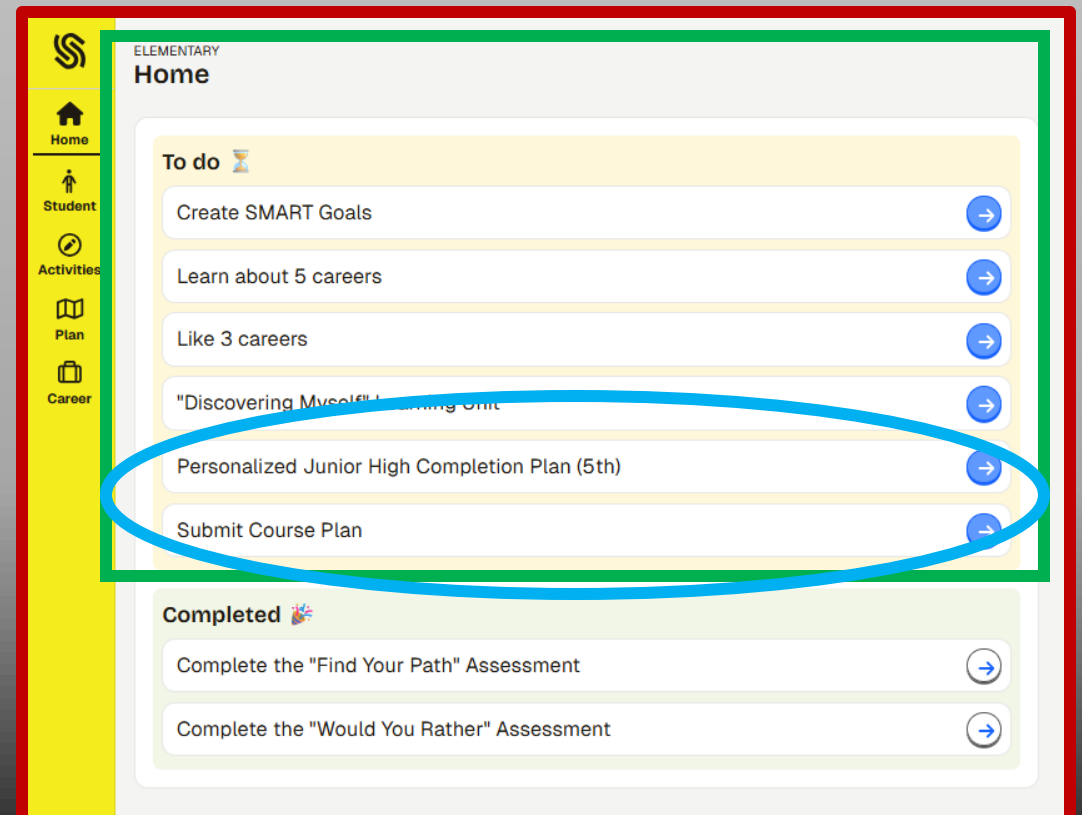 ELEMENTARY
Home
Home
Student
Activities
Plan
Career
To do ⏳
Create SMART Goals
Learn about 5 careers
Like 3 careers
"Discovering Myself" Learning Unit
Personalized Junior High Completion Plan (5th)
Submit Course Plan
Completed 🎉
Complete the "Find Your Path" Assessment
Complete the "Would You Rather" Assessment